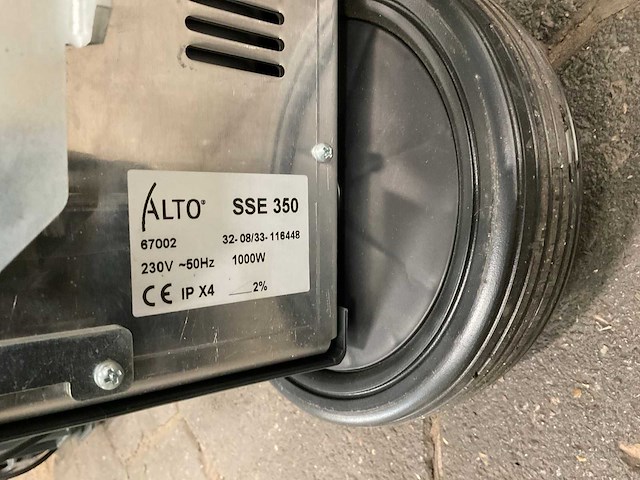 ALTO® SSE 350
67002 32-08/33-116448
230V ~50Hz 1000W
CE IP X4 2%